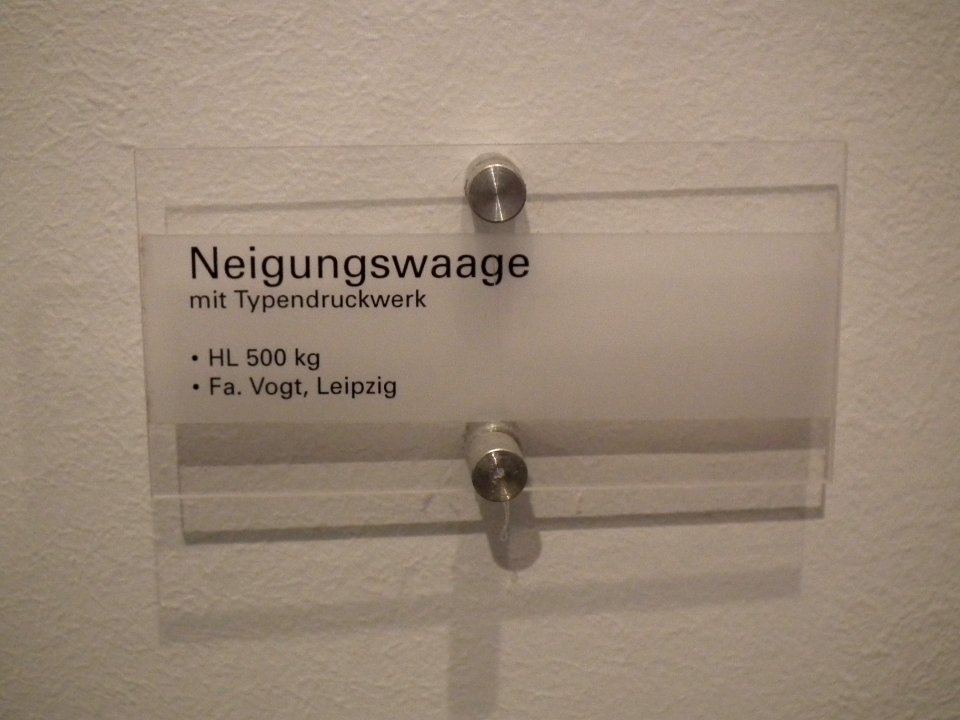 Neigungswaage
mit Typendruckwerk
• HL 500 kg
• Fa. Vogt, Leipzig